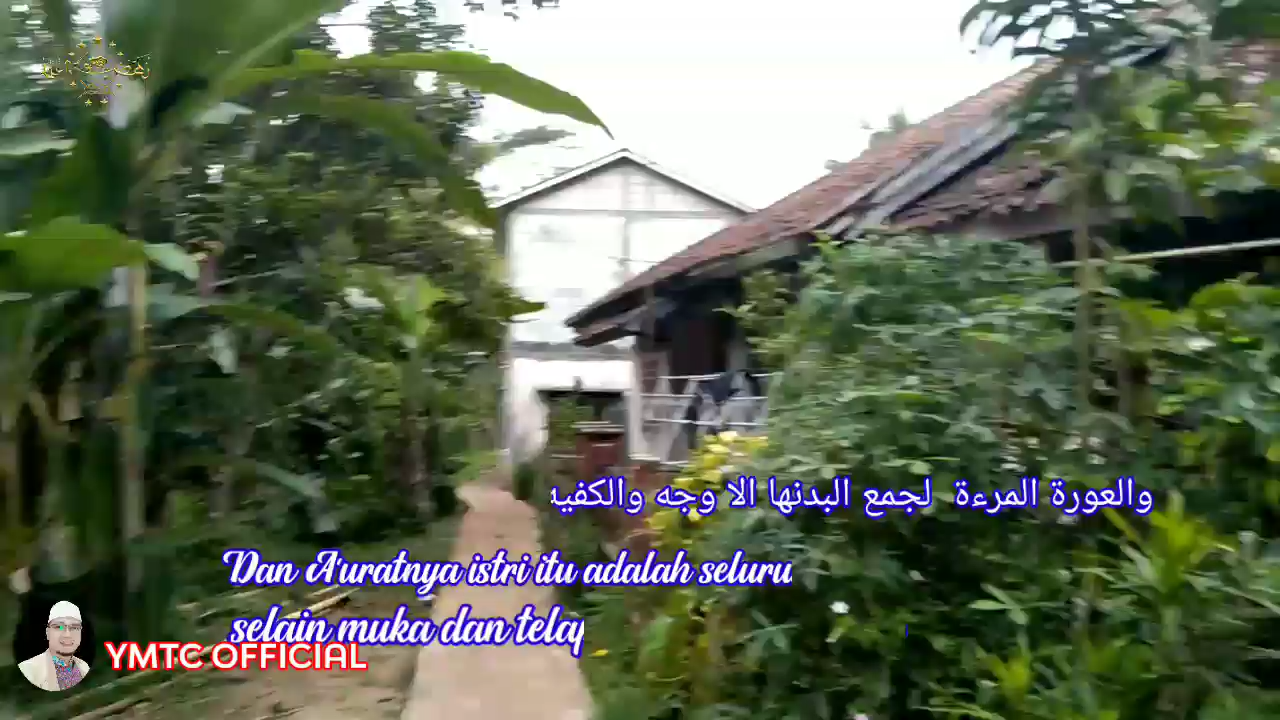 والعورة المرءة لجمع البدنها الا وجه والكفيه
Dan A'uratnya istri itu adalah seluru
selain muka dan telap
YMTC OFFICIAL